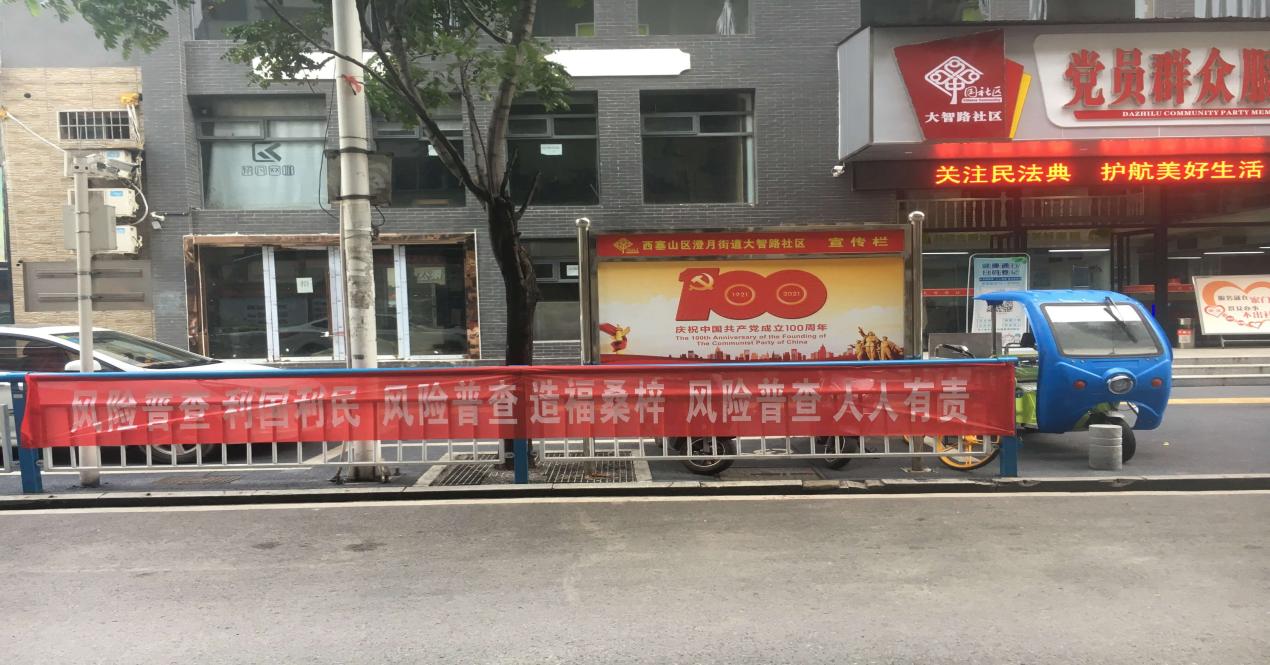 中国社区
大智路社区
党员群众服
DAZHILU COMMUNITY PARTY MEM
关注民法典 护航美好生活
西塞山区澄月街道大智路社区 宣传栏
100
1921 2021
庆祝中国共产党成立100周年
The 100th Anniversary of the Founding of
The Communist Party of China
风险普查 利国利民 风险普查 造福桑梓 风险普查 人人有责